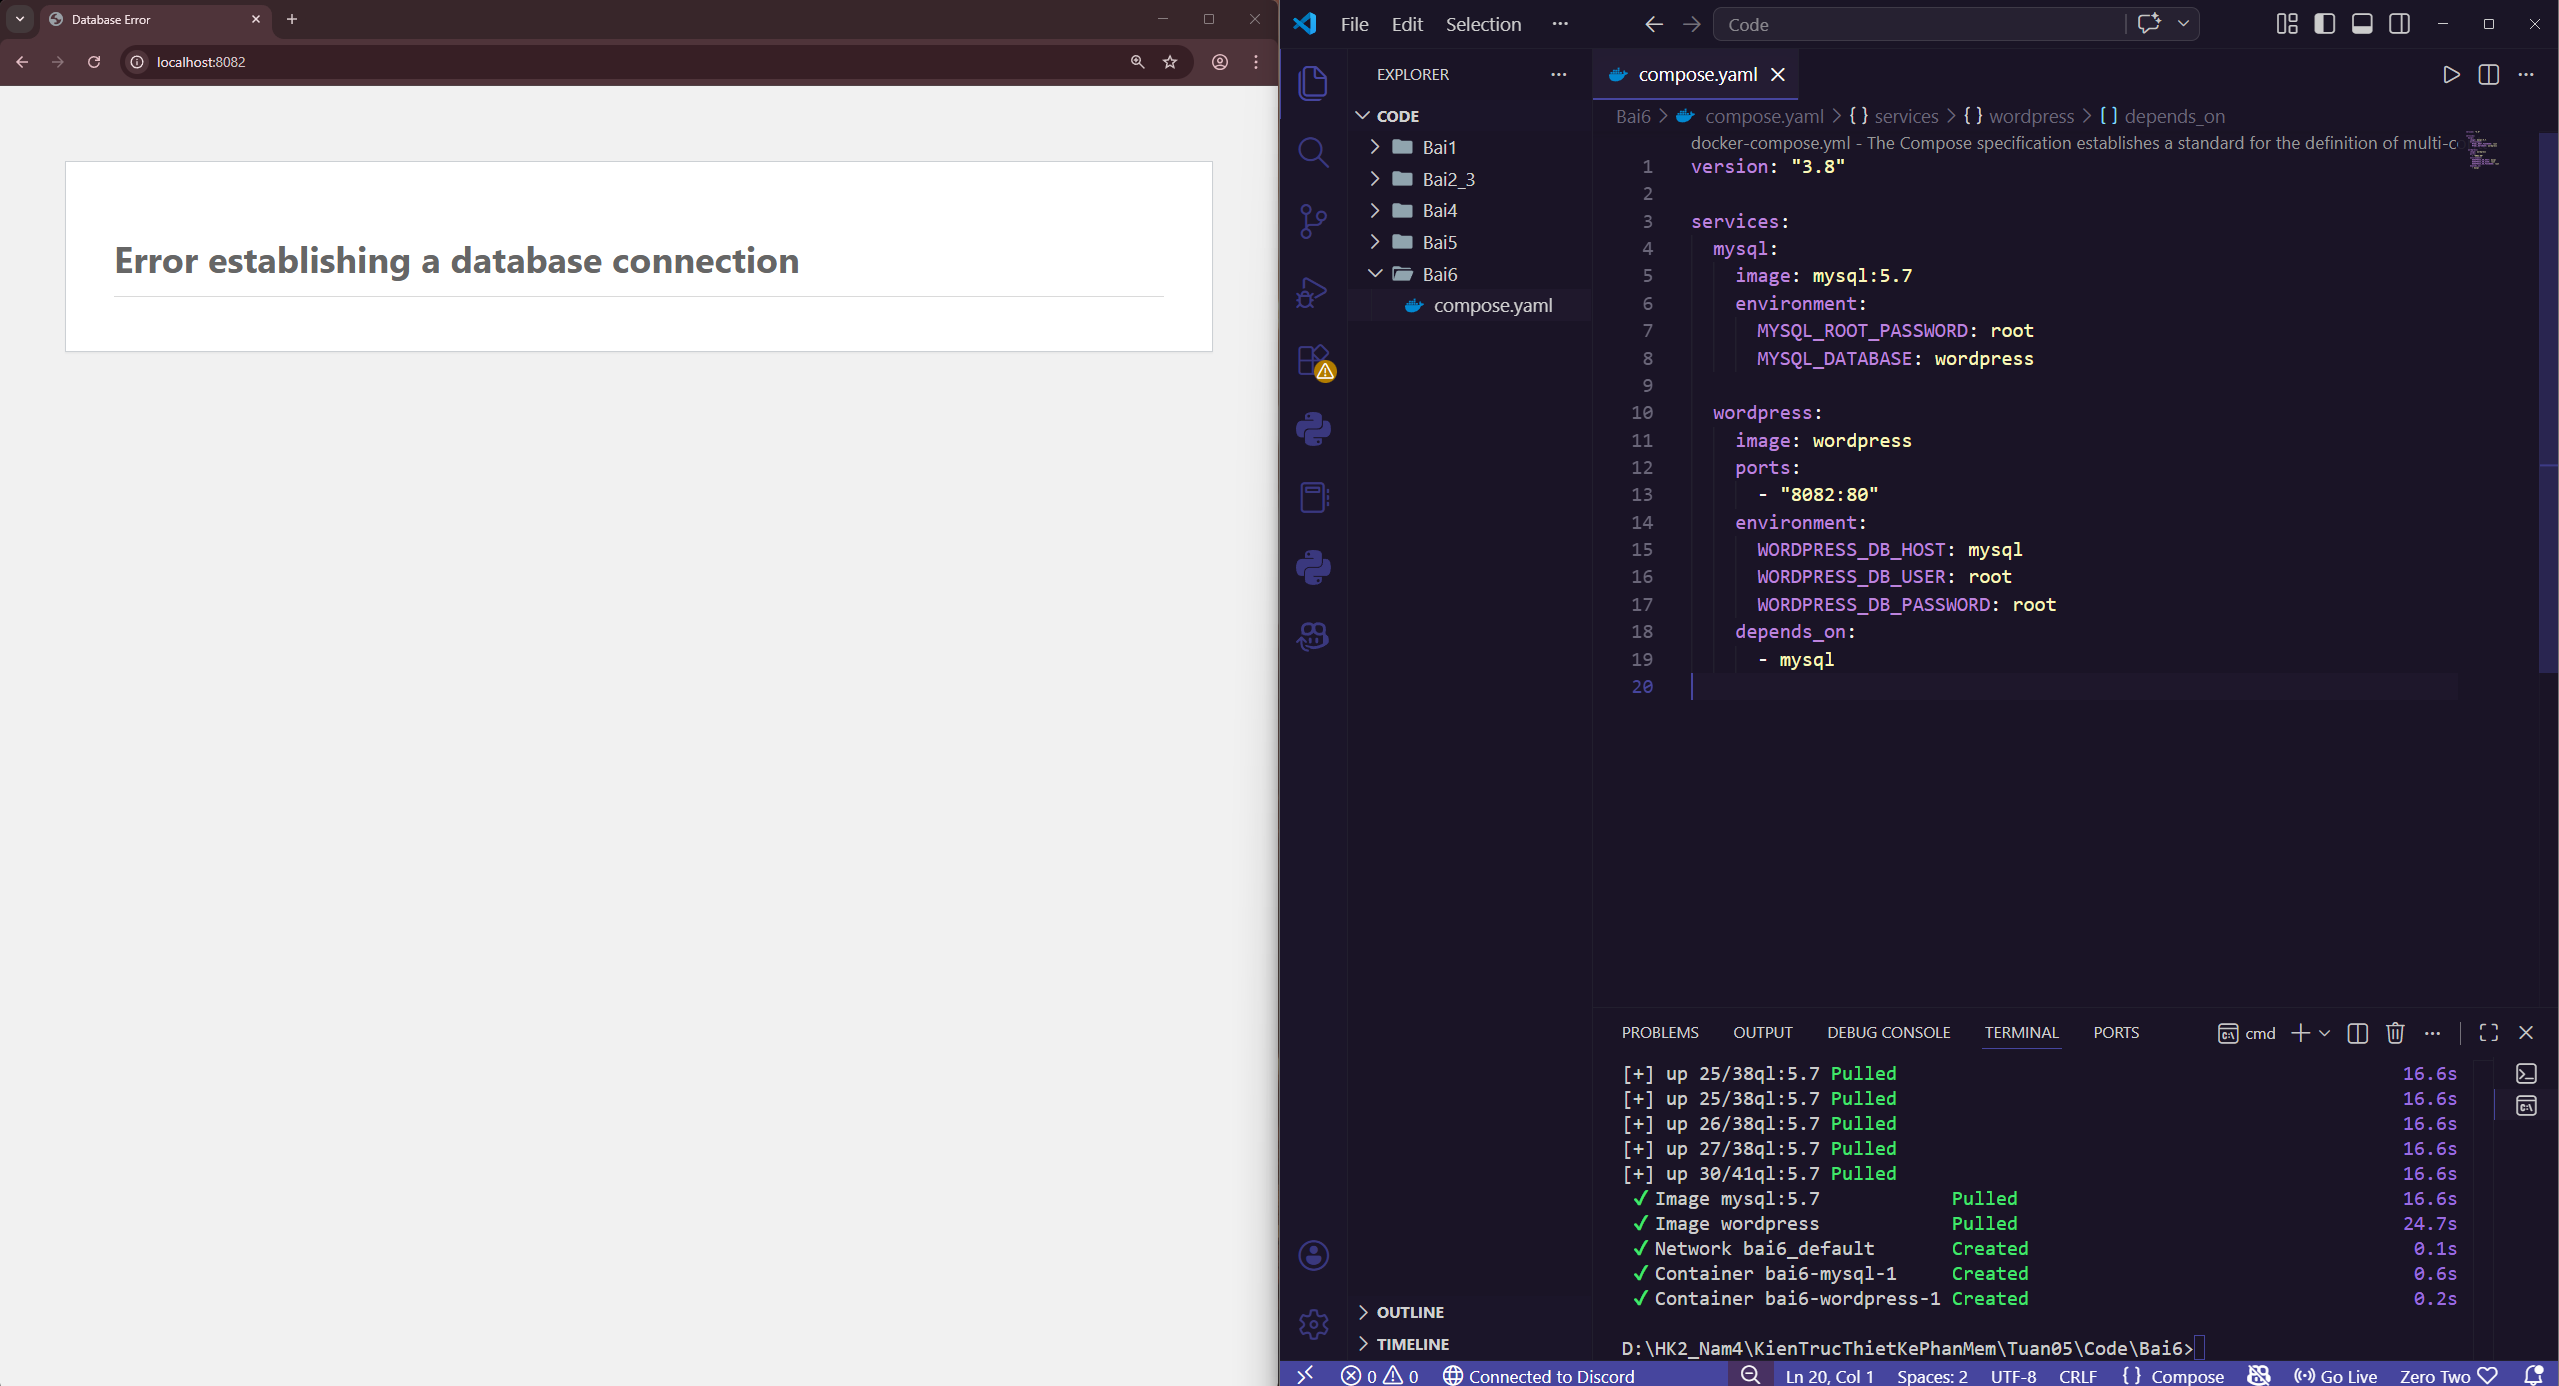 Database Error
localhost:8082
Error establishing a database connection
File Edit Selection
Code
EXPLORER
CODE
Bai1
Bai2_3
Bai4
Bai5
Bai6
compose.yaml
OUTLINE
TIMELINE
compose.yaml
Bai6 > compose.yaml > {} services > {} wordpress > [ ] depends_on
docker-compose.yml - The Compose specification establishes a standard for the definition of multi-c
1 version: "3.8"
2
3 services:
4 mysql:
5 image: mysql:5.7
6 environment:
7 MYSQL_ROOT_PASSWORD: root
8 MYSQL_DATABASE: wordpress
9
10 wordpress:
11 image: wordpress
12 ports:
13 - "8082:80"
14 environment:
15 WORDPRESS_DB_HOST: mysql
16 WORDPRESS_DB_USER: root
17 WORDPRESS_DB_PASSWORD: root
18 depends_on:
19 - mysql
20
PROBLEMS OUTPUT DEBUG CONSOLE TERMINAL PORTS
cmd
[+] up 25/38ql:5.7 Pulled 16.6s
[+] up 25/38ql:5.7 Pulled 16.6s
[+] up 26/38ql:5.7 Pulled 16.6s
[+] up 27/38ql:5.7 Pulled 16.6s
[+] up 30/41ql:5.7 Pulled 16.6s
✓ Image mysql:5.7 Pulled 16.6s
✓ Image wordpress Pulled 24.7s
✓ Network bai6_default Created 0.1s
✓ Container bai6-mysql-1 Created 0.6s
✓ Container bai6-wordpress-1 Created 0.2s
D:\HK2_Nam4\KienTrucThietKePhanMem\Tuan05\Code\Bai6>
0 0 Connected to Discord Ln 20, Col 1 Spaces: 2 UTF-8 CRLF {} Compose Go Live Zero Two